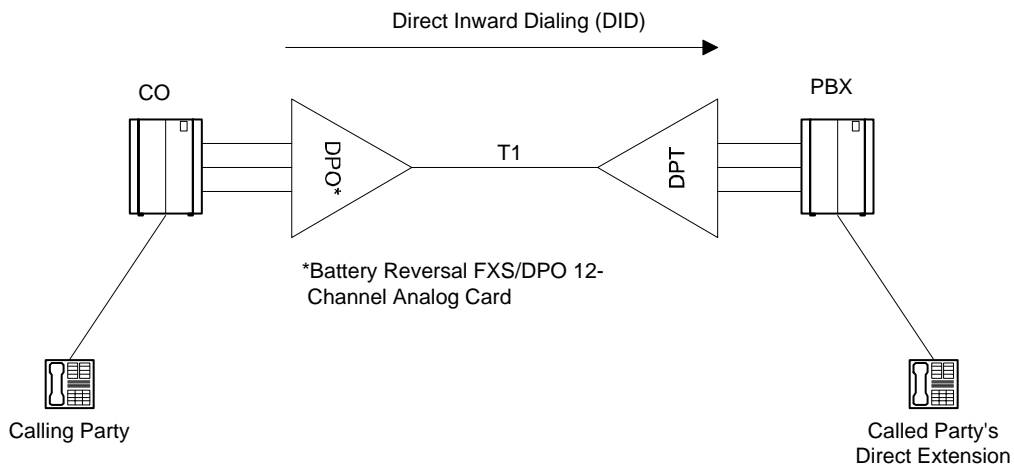 Direct Inward Dialing (DID)
CO
PBX
DPO*
T1
DPT
*Battery Reversal FXS/DPO 12-
Channel Analog Card
Calling Party
Called Party's
Direct Extension